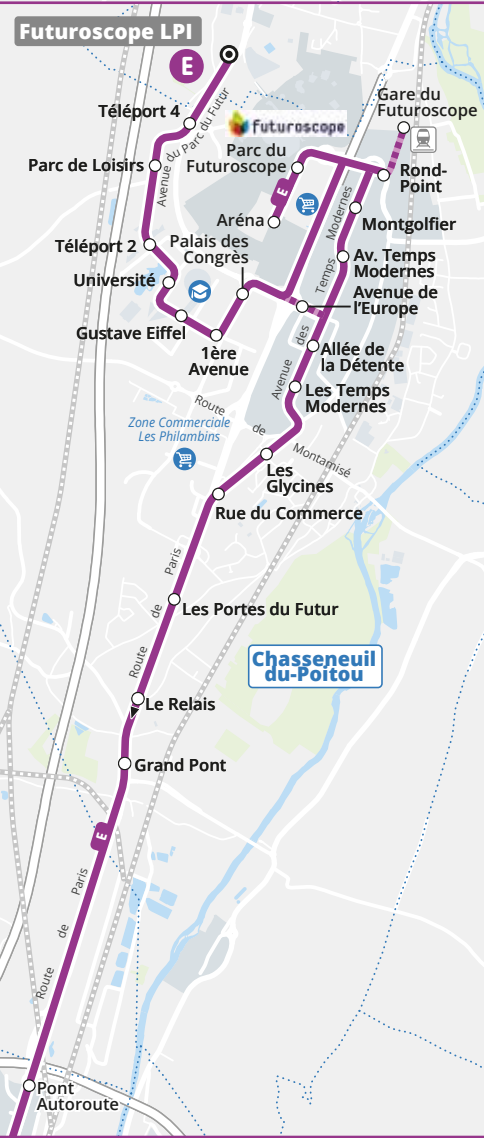 Futuroscope LPI
E
Téléport 4
Avenue du Parc du Futur
futuroscope
Gare du
Futuroscope
Parc de Loisirs
Parc du
Futuroscope
Rond-
Point
E
Aréna
Modernes
Montgolfier
Téléport 2
Palais des
Congrès
Av. Temps
Modernes
Temps
Université
Avenue de
l'Europe
Gustave Eiffel
des
1ère
Avenue
Allée de
la Détente
Avenue
Les Temps
Modernes
Route
de
Montamisé
Zone Commerciale
Les Philambins
Les
Glycines
Rue du Commerce
Paris
de
Route
Les Portes du Futur
Chasseneuil
du-Poitou
Le Relais
Grand Pont
E
Paris
de
Route
Pont
Autoroute